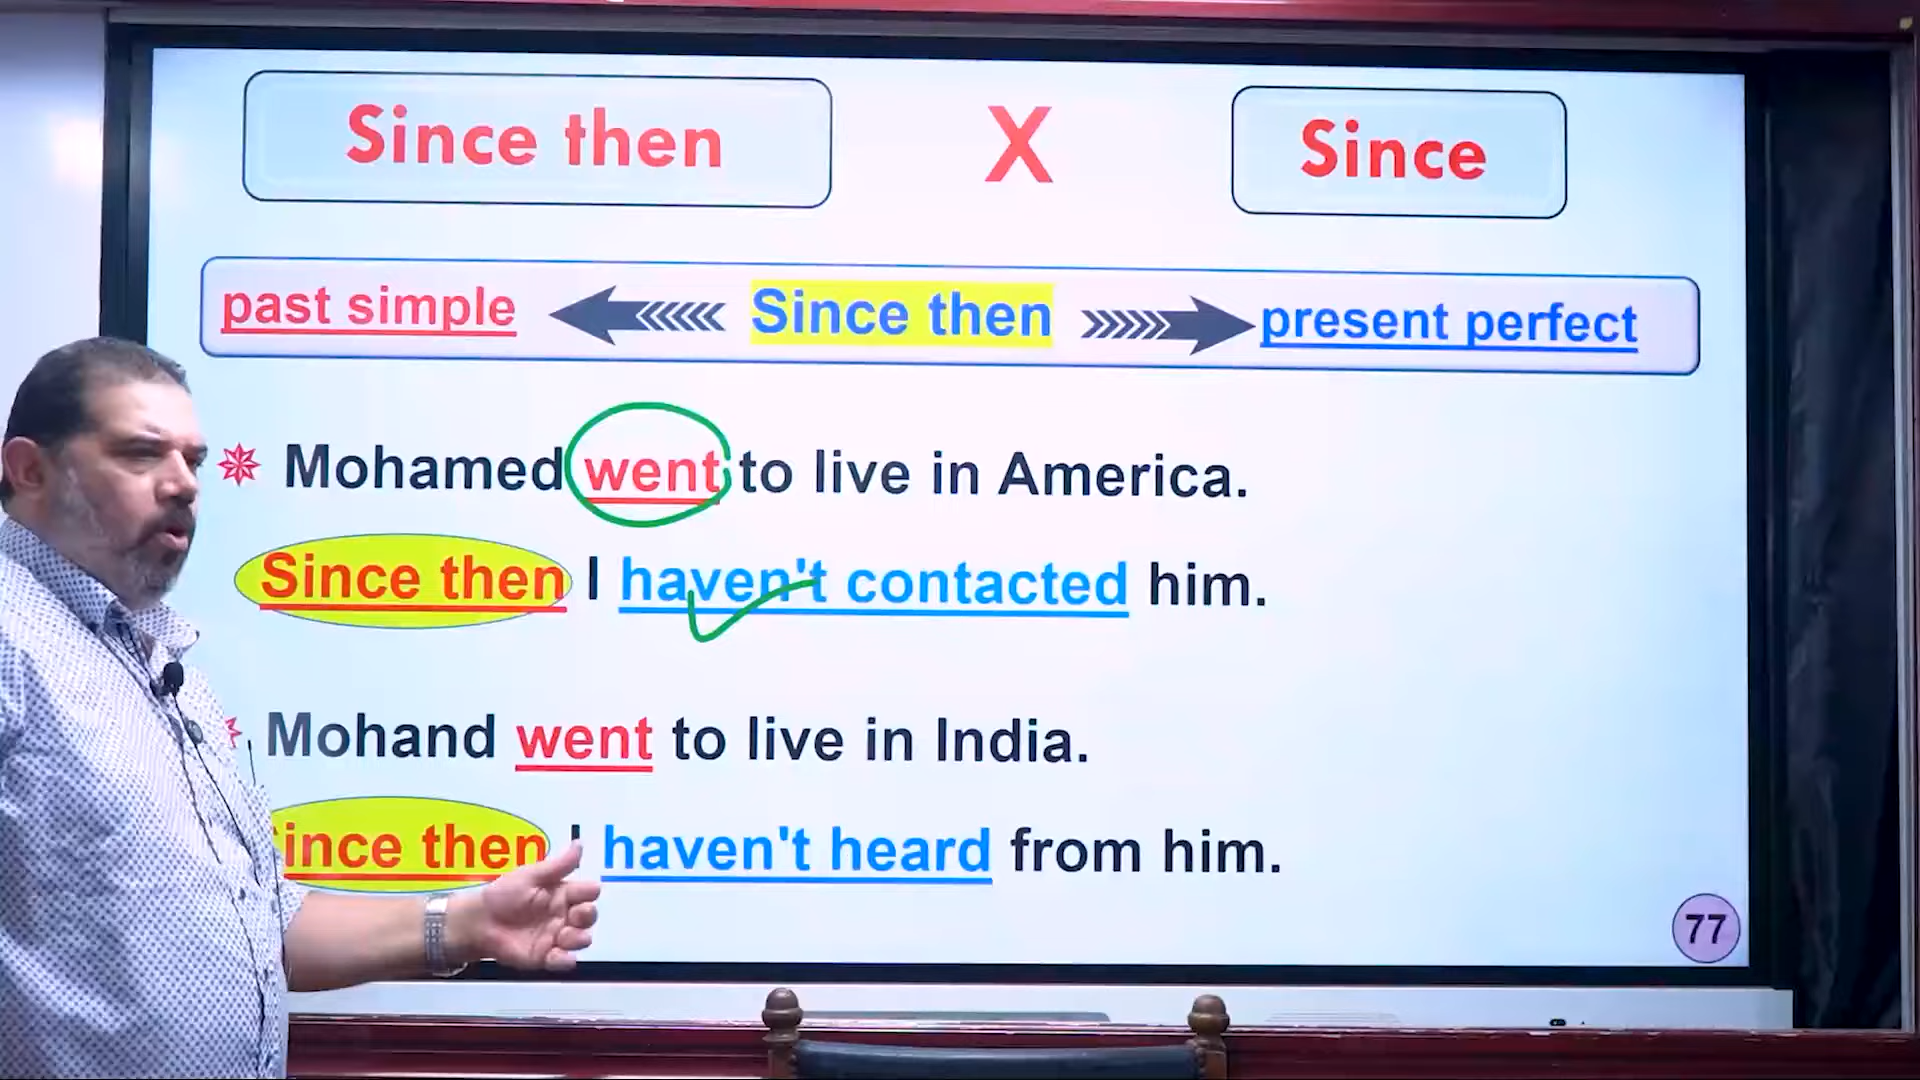 Since then X Since
past simple Since then present perfect
Mohamed went to live in America.
Since then I haven't contacted him.
Mohand went to live in India.
Since then I haven't heard from him.
77